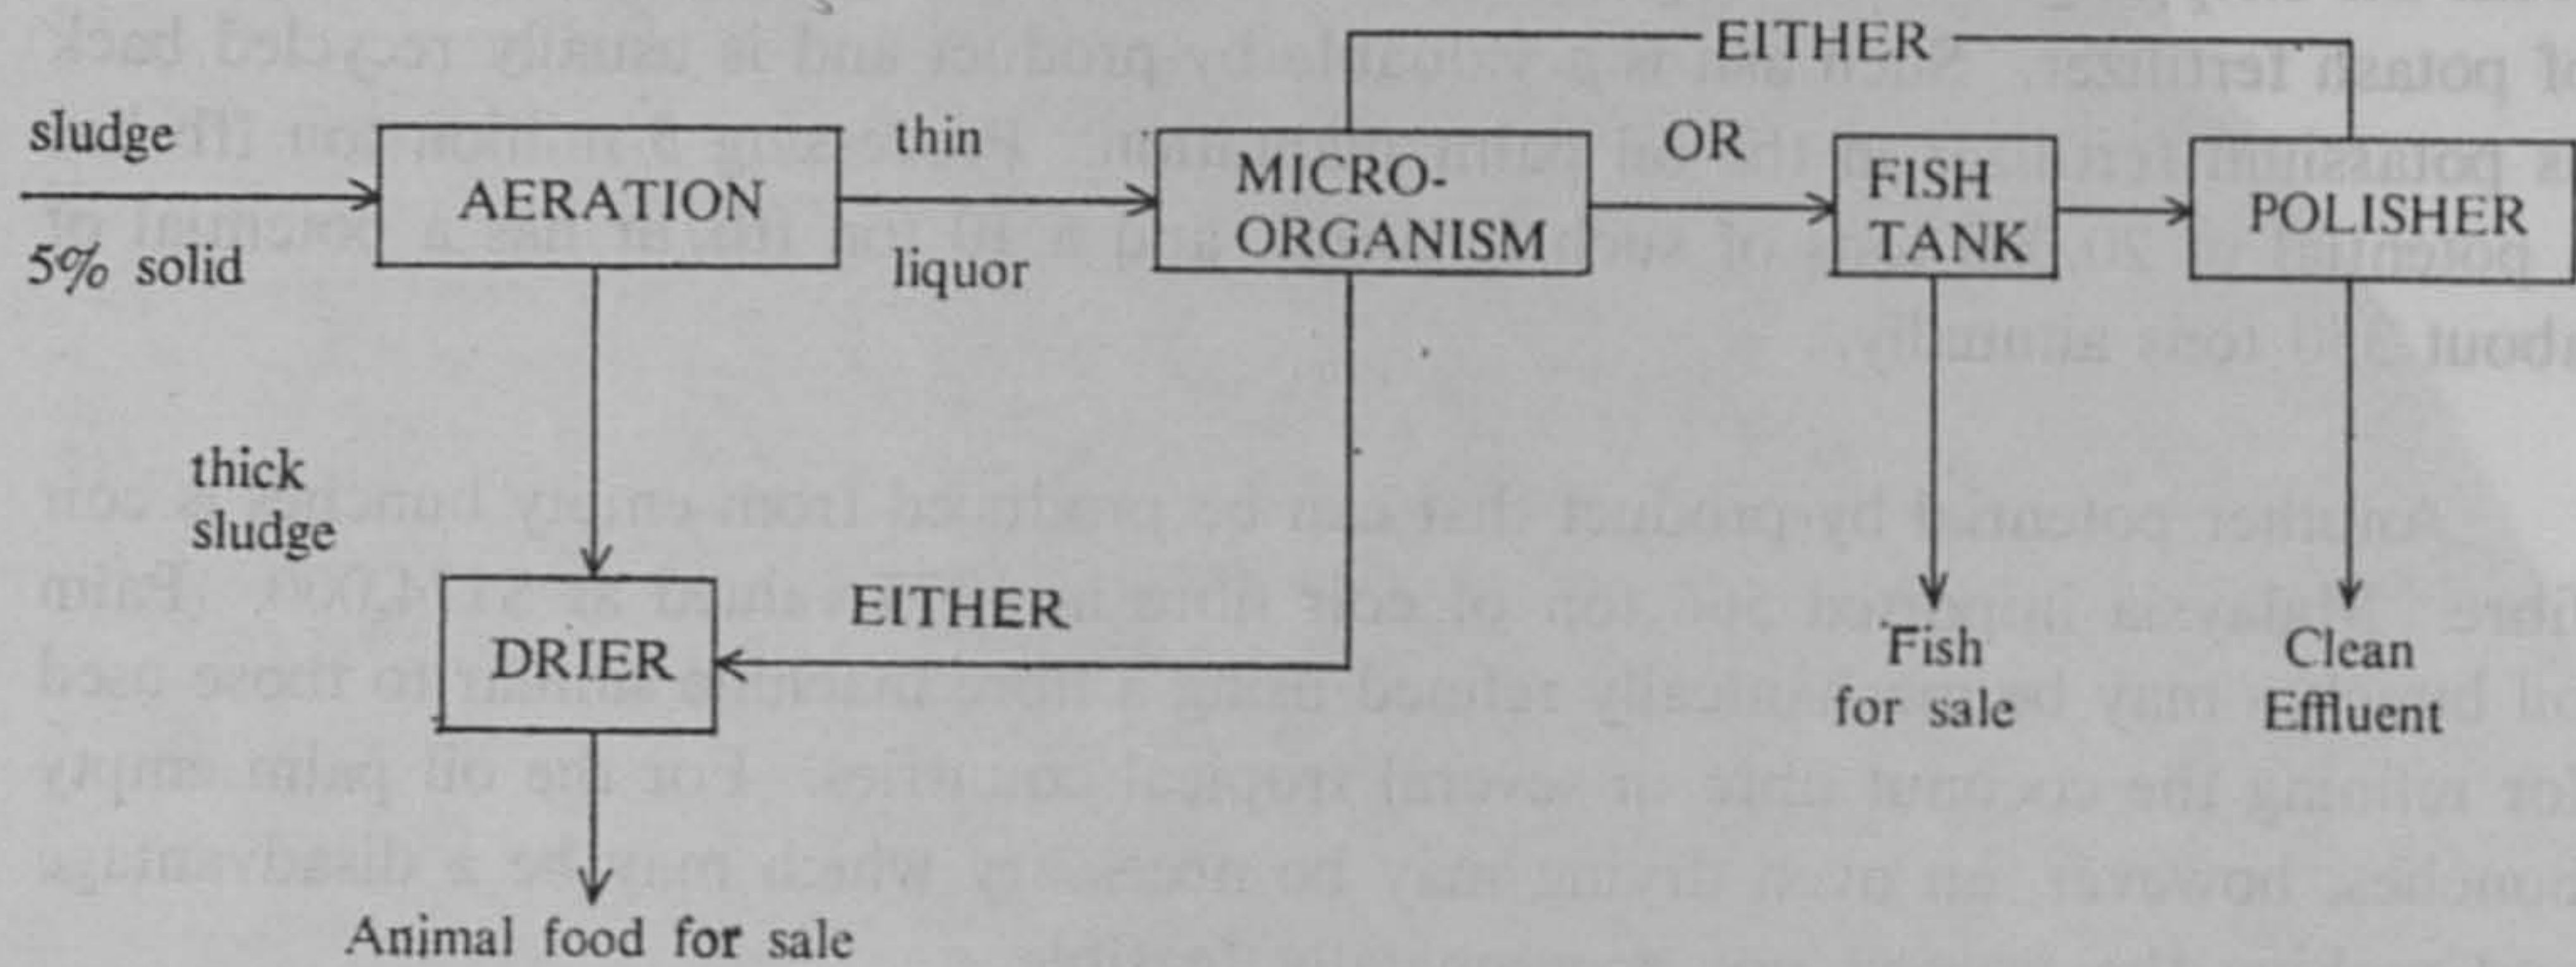 EITHER
sludge
5% solid
AERATION
thin
liquor
MICRO-
ORGANISM
OR
FISH
TANK
POLISHER
thick
sludge
DRIER
EITHER
Fish
for sale
Clean
Effluent
Animal food for sale